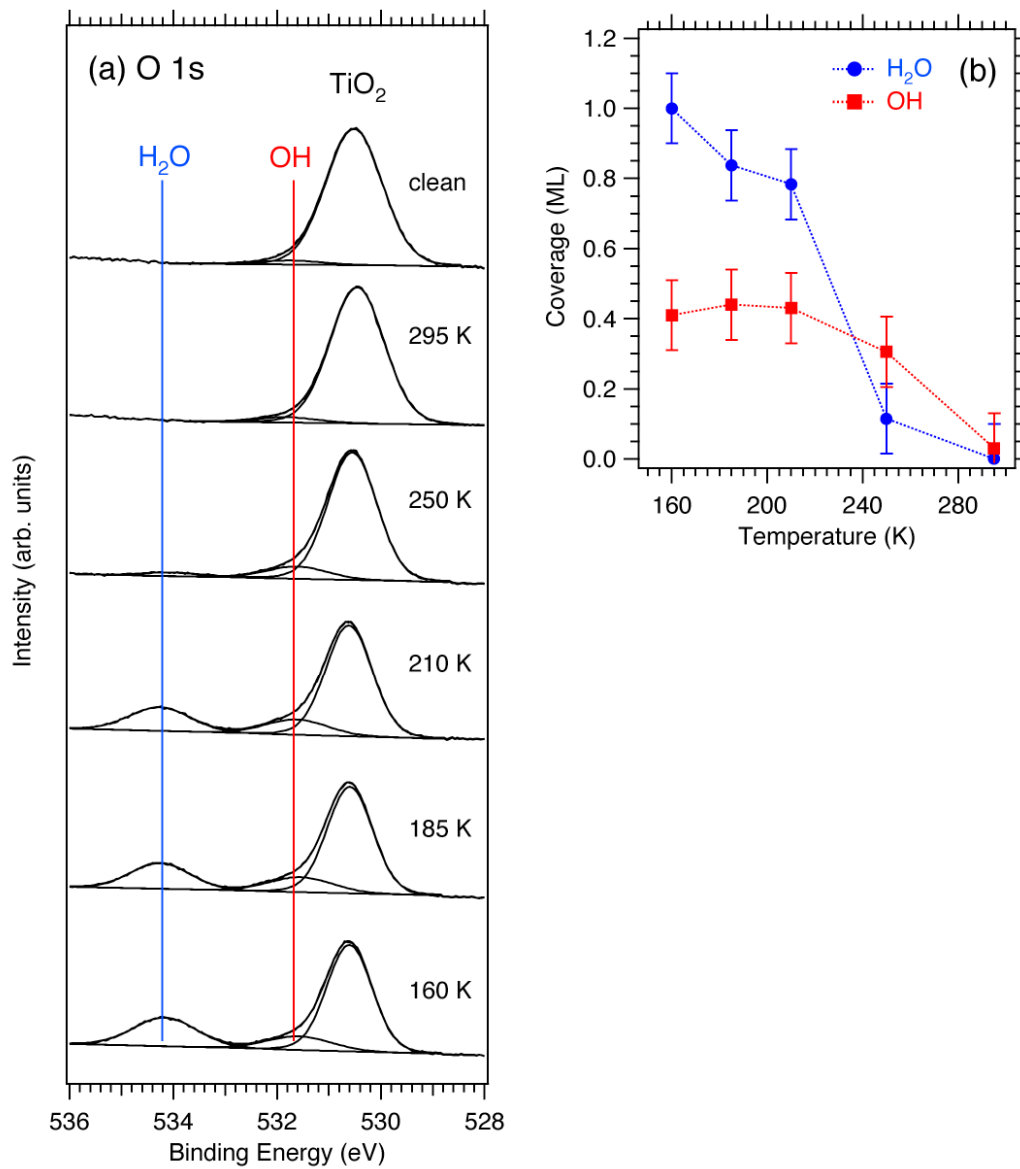 (a) O 1s
TiO2
H2O
OH
clean
295 K
250 K
210 K
185 K
160 K
Intensity (arb. units)
536 534 532 530 528
Binding Energy (eV)
(b)
H2O
OH
1.2
1.0
0.8
0.6
0.4
0.2
0.0
Coverage (ML)
160 200 240 280
Temperature (K)